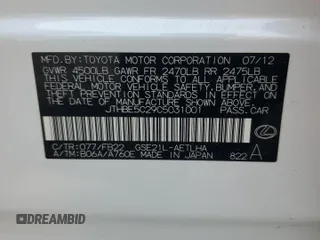 MFD. BY: TOYOTA MOTOR CORPORATION 07/12
GVWR 4500LB GAWR FR 2470LB RR 2475LB
THIS VEHICLE CONFORMS TO ALL APPLICABLE
FEDERAL MOTOR VEHICLE SAFETY, BUMPER, AND
THEFT PREVENTION STANDARDS IN EFFECT ON
THE DATE OF MANUFACTURE SHOWN ABOVE.
JTHBE5C29C5031001 PASS.CAR
C/TR:077/FB22 GSE21L-AETLHA
A/TM:B06A/A760E MADE IN JAPAN 822 A
DREAMBID.COM